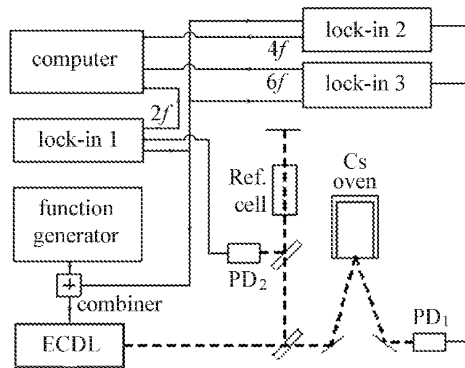 lock-in 2
computer
4f
6f
lock-in 3
2f
lock-in 1
Cs
oven
Ref.
cell
function
generator
+
combiner
PD2
PD1
ECDL